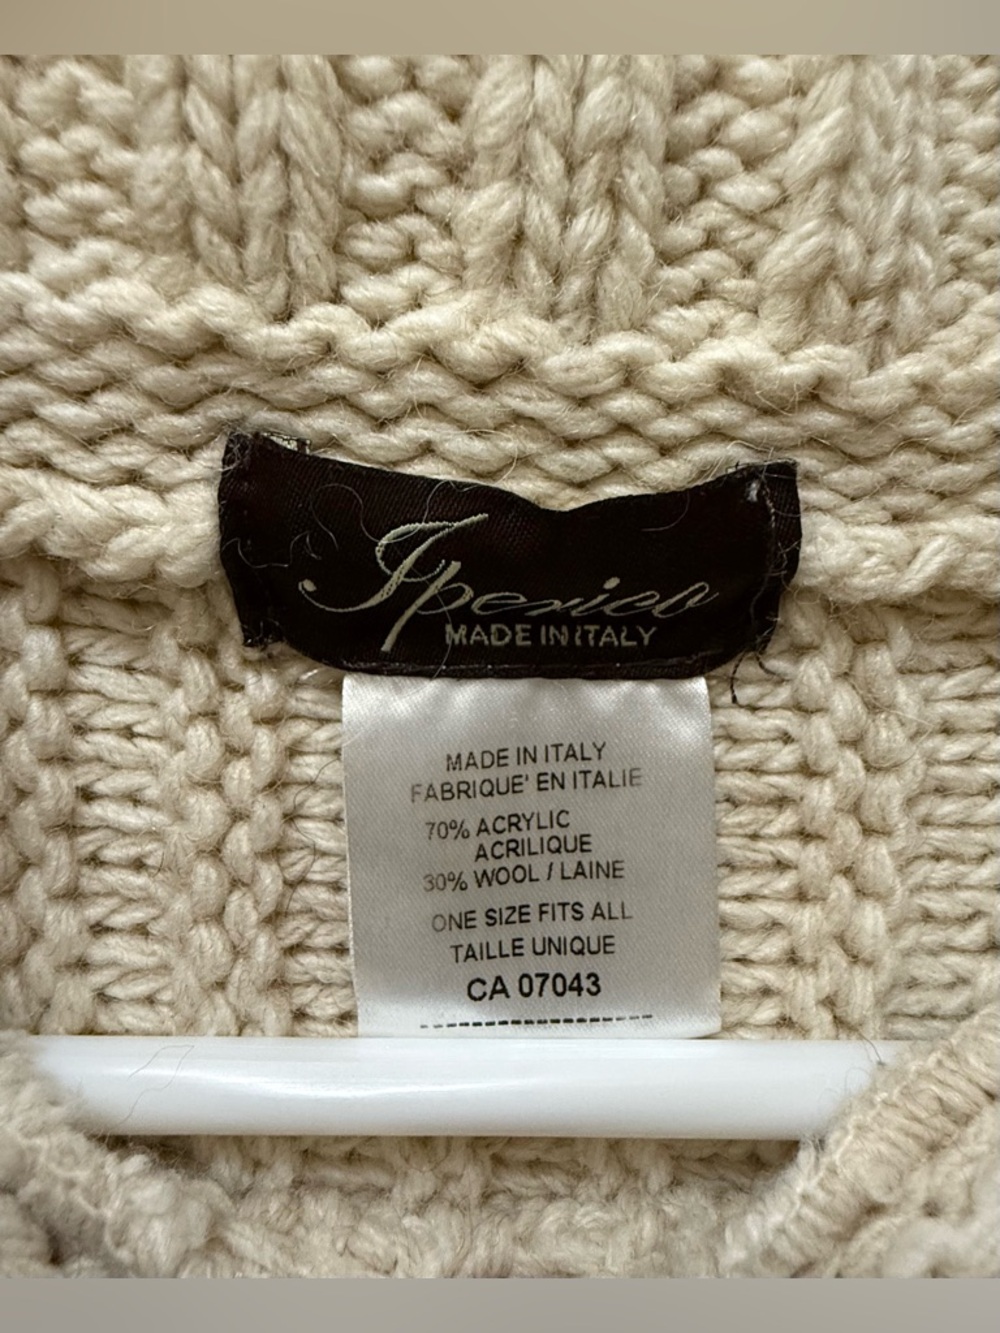 Iperico
MADE IN ITALY
MADE IN ITALY
FABRIQUE' EN ITALIE
70% ACRYLIC
ACRILIQUE
30% WOOL / LAINE
ONE SIZE FITS ALL
TAILLE UNIQUE
CA 07043